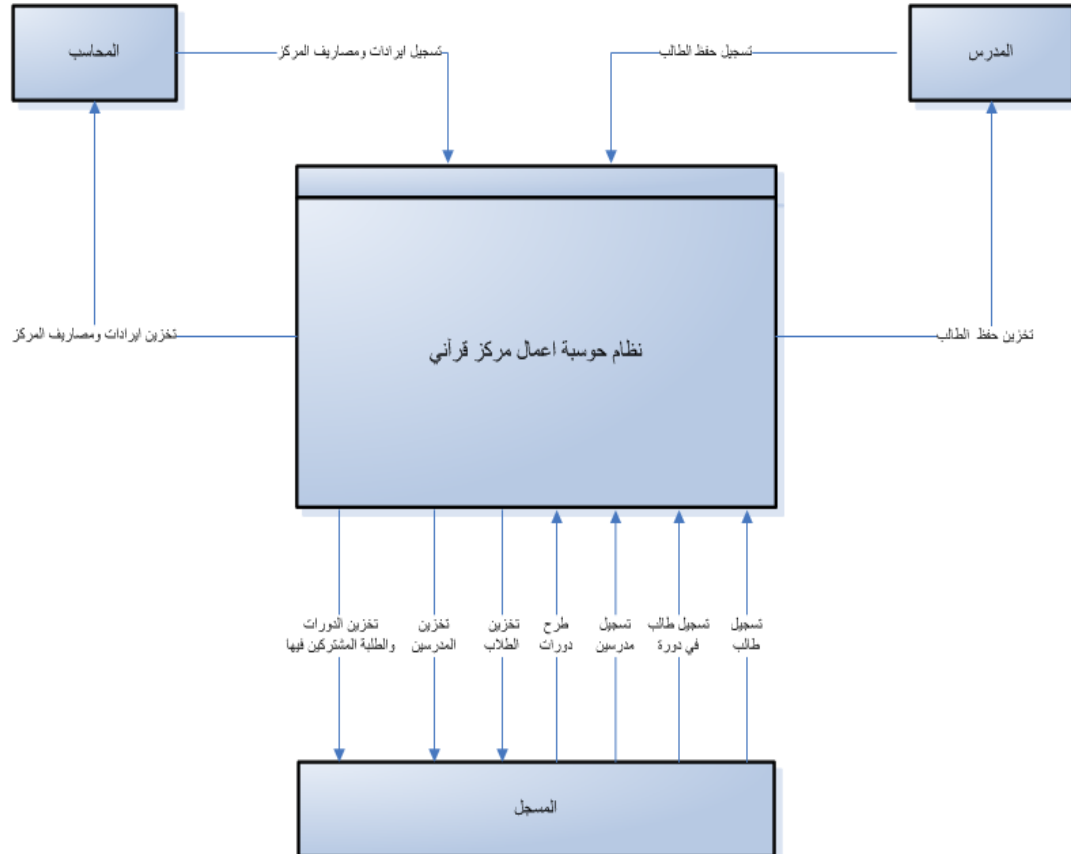 المدرس
المحاسب
تسجيل حفظ الطالب
تسجيل ايرادات ومصاريف المركز
تخزين حفظ الطالب
نظام حوسبة اعمال مركز قرآني
تخزين ايرادات ومصاريف المركز
تسجيل
طالب
تسجيل طالب
في دورة
تسجيل
مدرسين
طرح
دورات
تخزين
الطلاب
تخزين
المدرسين
تخزين الدورات
والطلبة المشتركين فيها
المسجل